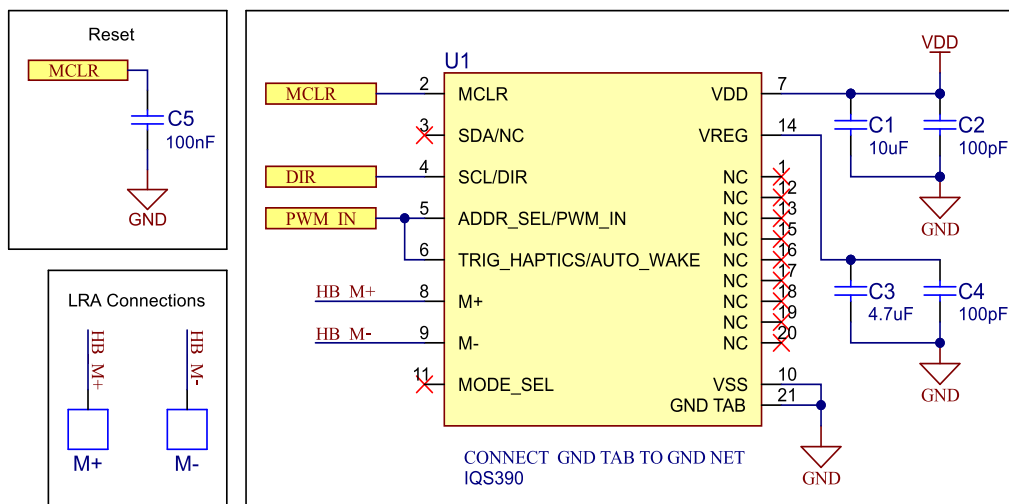 Reset
MCLR
C5
100nF
GND
LRA Connections
HB M+
HB M-
M+
M-
U1
MCLR
2
MCLR
3
SDA/NC
DIR
4
SCL/DIR
PWM IN
5
ADDR_SEL/PWM_IN
6
TRIG_HAPTICS/AUTO_WAKE
HB M+
8
M+
HB M-
9
M-
11
MODE_SEL
VDD
7
VREG
14
NC
1
NC
12
NC
13
NC
15
NC
16
NC
17
NC
18
NC
19
NC
20
VSS
10
GND TAB
21
VDD
C1
10uF
C2
100pF
GND
C3
4.7uF
C4
100pF
GND
GND
CONNECT GND TAB TO GND NET
IQS390